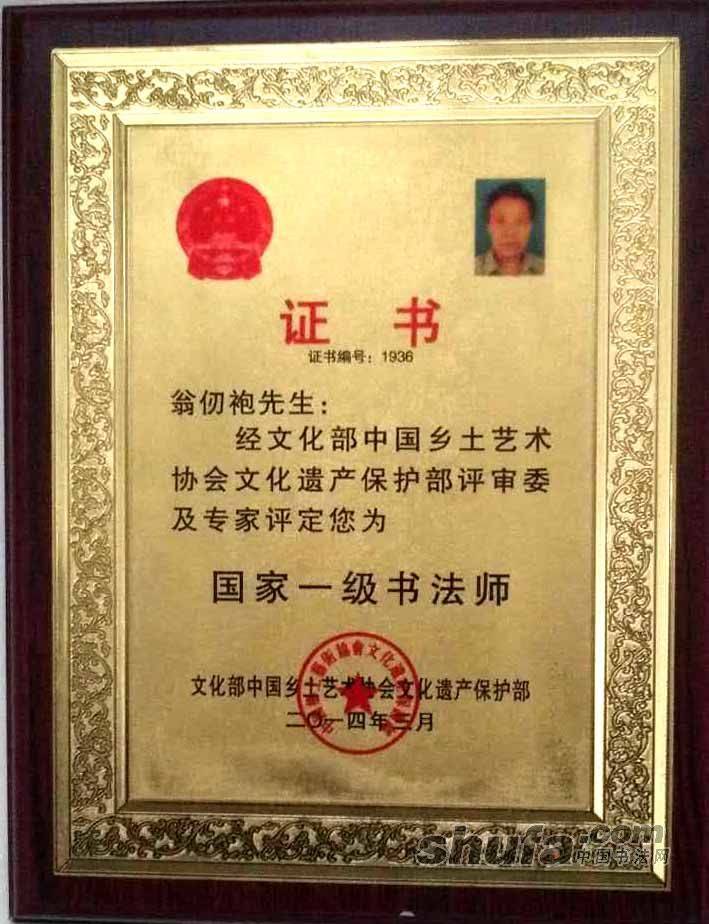 证书
证书编号：1936
翁仞袍先生：
经文化部中国乡土艺术
协会文化遗产保护部评审委
及专家评定您为
国家一级书法师
文化部中国乡土艺术协会文化遗产保护部
二〇一四年三月
shufa.com
中国书法网